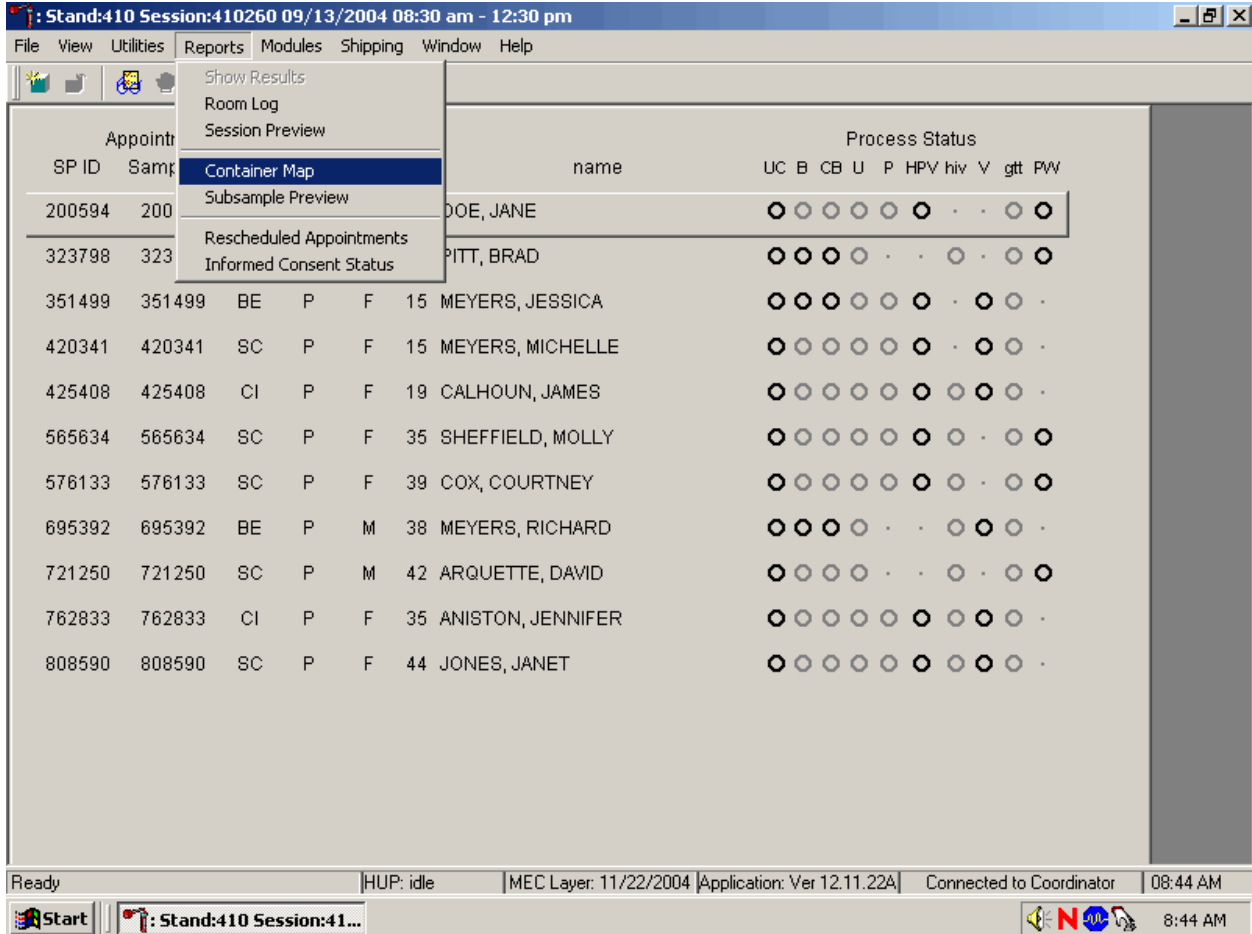 : Stand:410 Session:410260 09/13/2004 08:30 am - 12:30 pm
File View Utilities Reports Modules Shipping Window Help
Show Results
Room Log
Session Preview
Container Map
Subsample Preview
Rescheduled Appointments
Informed Consent Status
Appointr Process Status
SP ID Samp name UC B CB U P HPV hiv V gtt PW
200594 200 DOE, JANE
323798 323 PITT, BRAD
351499 351499 BE P F 15 MEYERS, JESSICA
420341 420341 SC P F 15 MEYERS, MICHELLE
425408 425408 CI P F 19 CALHOUN, JAMES
565634 565634 SC P F 35 SHEFFIELD, MOLLY
576133 576133 SC P F 39 COX, COURTNEY
695392 695392 BE P M 38 MEYERS, RICHARD
721250 721250 SC P M 42 ARQUETTE, DAVID
762833 762833 CI P F 35 ANISTON, JENNIFER
808590 808590 SC P F 44 JONES, JANET
Ready HUP: idle MEC Layer: 11/22/2004 Application: Ver 12.11.22A Connected to Coordinator 08:44 AM
Start : Stand:410 Session:41... N 8:44 AM